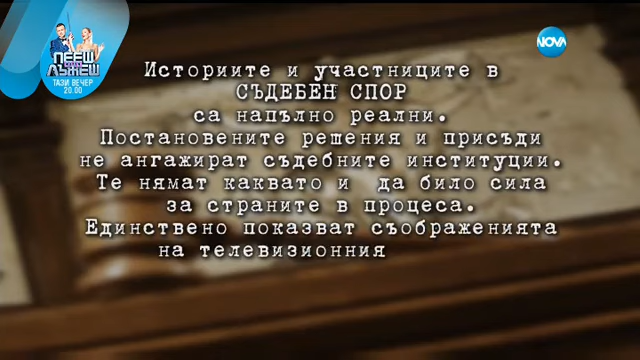 ПЕЕШ
ИЛИ
ЛЪЖЕШ
ТАЗИ ВЕЧЕР
20.00
NOVA
Историите и участниците в
СЪДЕБЕН СПОР
са напълно реални.
Постановените решения и присъди
не ангажират съдебните институции.
Те нямат каквато и да било сила
за страните в процеса.
Единствено показват съображенията
на телевизионния